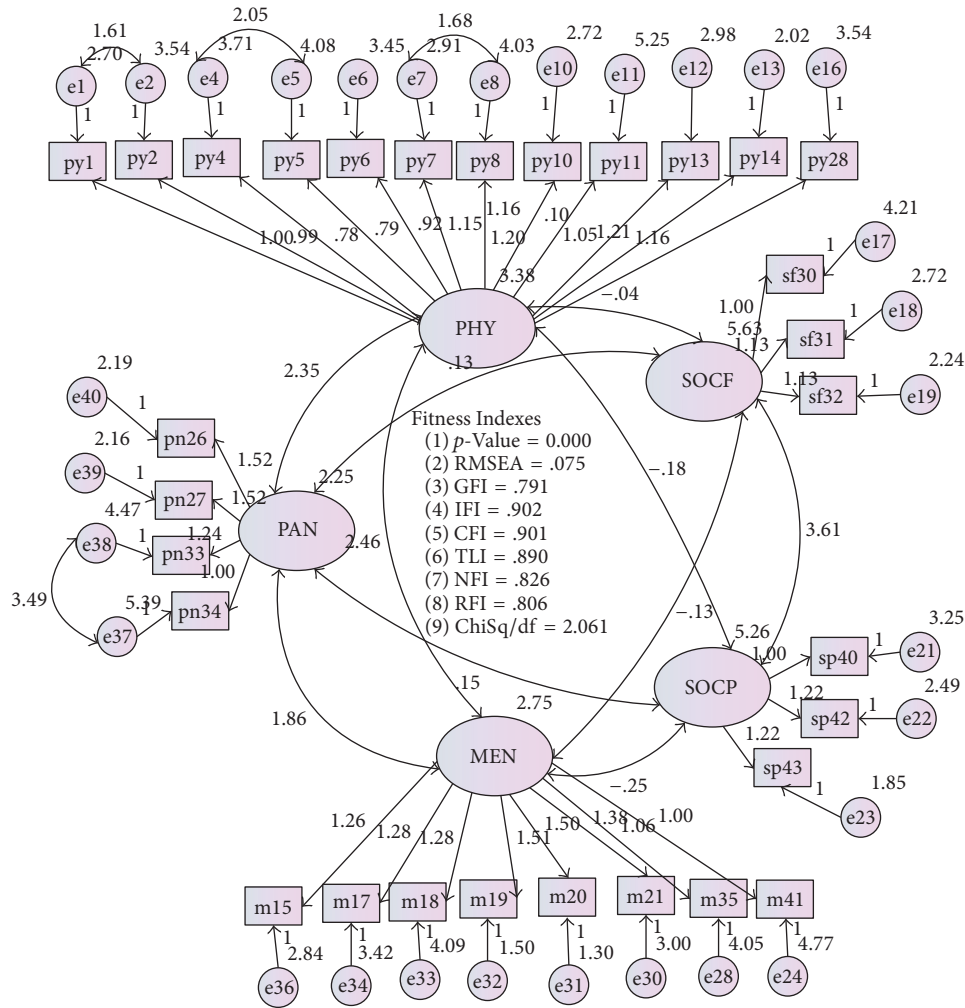 2.05
1.61 1.68
2.70 3.54 3.71 4.08 3.45 2.91 4.03 2.72 5.25 2.98 2.02 3.54
e1 e2 e4 e5 e6 e7 e8 e10 e11 e12 e13 e16
1 1 1 1 1 1 1 1 1 1 1 1
py1 py2 py4 py5 py6 py7 py8 py10 py11 py13 py14 py28
1.00 .99 .78 .79 .92 1.15 1.16 1.20 .10 1.05 1.21 1.16
4.21
e17
1
sf30
3.38
−.04
PHY
1.00
2.72
e18
1
sf31
5.63
1.13
SOCF
2.24
e19
1
sf32
1.13
.13
2.35
2.19
e40
1
pn26
1.52
2.16
e39
1
pn27
1.52
4.47
e38
1
pn33
1.24
2.25
PAN
2.46
1.00
3.49
5.39
1
pn34
e37
Fitness Indexes
(1) p-Value = 0.000
(2) RMSEA = .075
(3) GFI = .791
(4) IFI = .902
(5) CFI = .901
(6) TLI = .890
(7) NFI = .826
(8) RFI = .806
(9) ChiSq/df = 2.061
−.18
3.61
−.13
5.26
1.00
SOCP
3.25
e21
1
sp40
2.49
e22
1
sp42
1.22
1.22
sp43
1
1.85
e23
.15
1.86
2.75
MEN
−.25
1.26 1.28 1.28 1.51 1.50 1.38 1.06 1.00
m15 m17 m18 m19 m20 m21 m35 m41
1 1 1 1 1 1 1 1
2.84 3.42 4.09 1.50 1.30 3.00 4.05 4.77
e36 e34 e33 e32 e31 e30 e28 e24